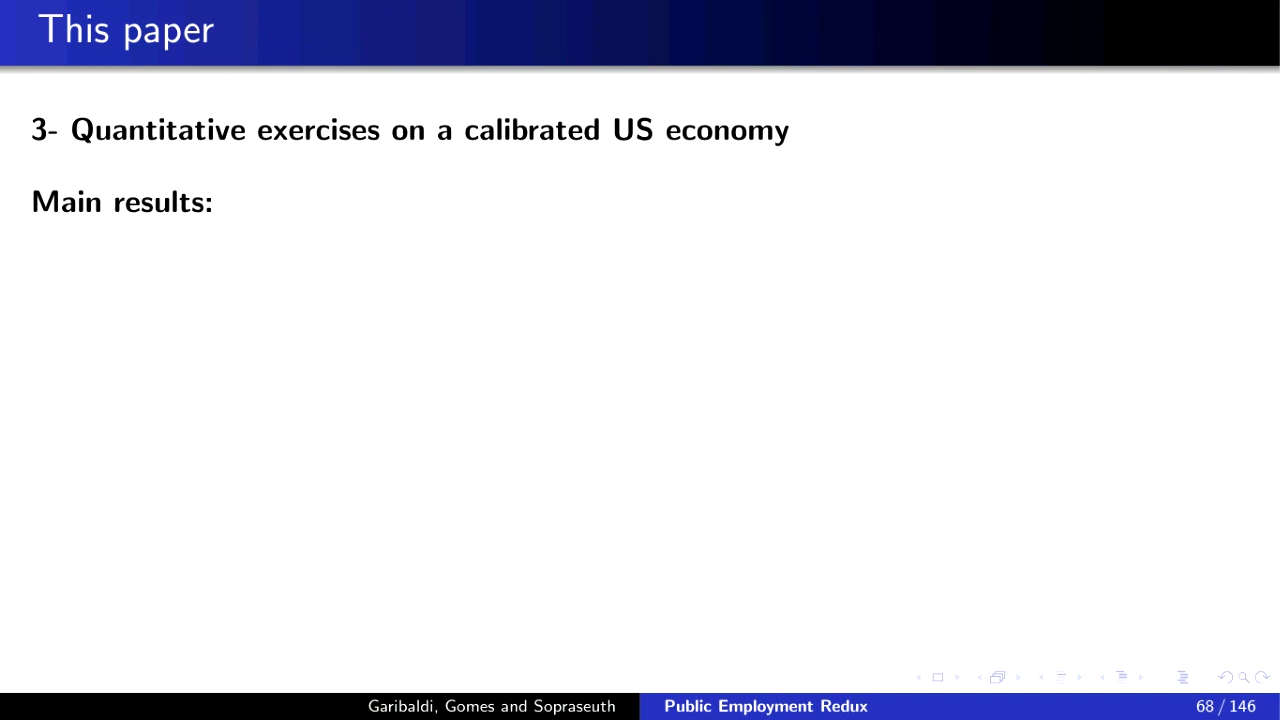 This paper
3- Quantitative exercises on a calibrated US economy
Main results:
Garibaldi, Gomes and Sopraseuth
Public Employment Redux
68 / 146